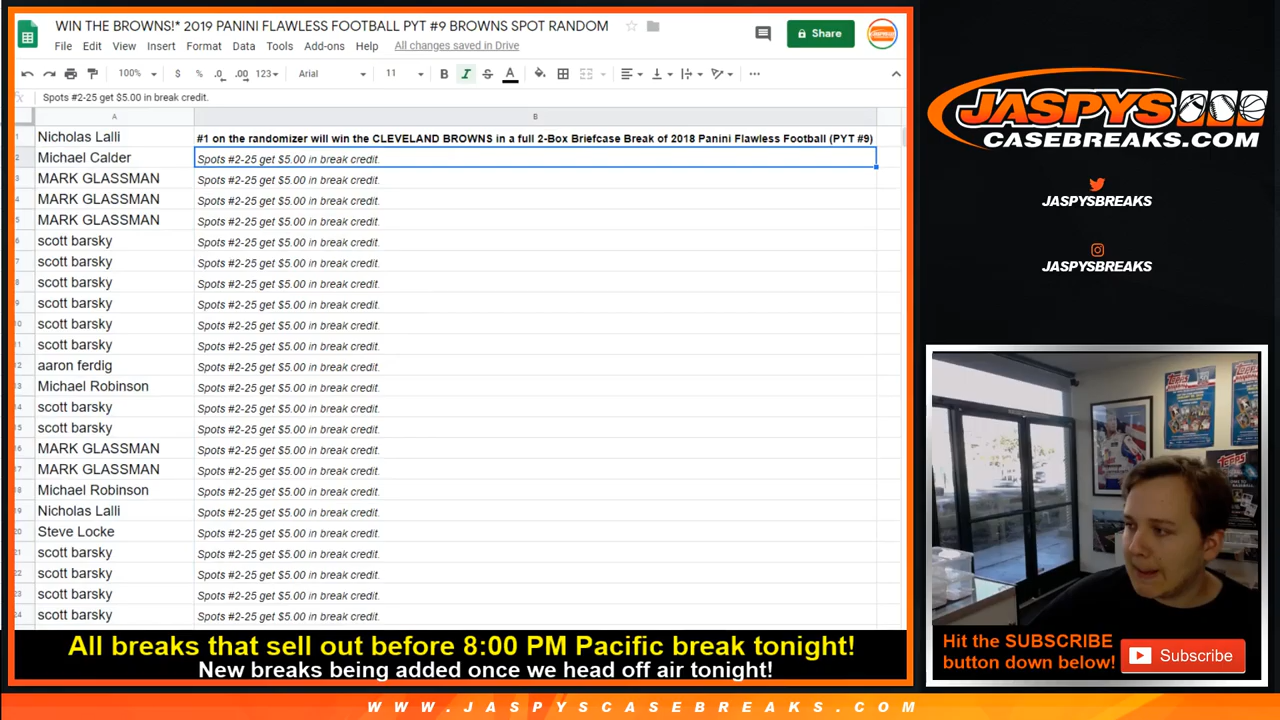 WIN THE BROWNS!* 2019 PANINI FLAWLESS FOOTBALL PYT #9 BROWNS SPOT RANDOM
File Edit View Insert Format Data Tools Add-ons Help All changes saved in Drive
Share
100% $ % .0 .00 123 Arial 11 B I S A
fx Spots #2-25 get $5.00 in break credit.
A B
1 Nicholas Lalli #1 on the randomizer will win the CLEVELAND BROWNS in a full 2-Box Briefcase Break of 2018 Panini Flawless Football (PYT #9)
2 Michael Calder Spots #2-25 get $5.00 in break credit.
3 MARK GLASSMAN Spots #2-25 get $5.00 in break credit.
4 MARK GLASSMAN Spots #2-25 get $5.00 in break credit.
5 MARK GLASSMAN Spots #2-25 get $5.00 in break credit.
6 scott barsky Spots #2-25 get $5.00 in break credit.
7 scott barsky Spots #2-25 get $5.00 in break credit.
8 scott barsky Spots #2-25 get $5.00 in break credit.
9 scott barsky Spots #2-25 get $5.00 in break credit.
10 scott barsky Spots #2-25 get $5.00 in break credit.
11 scott barsky Spots #2-25 get $5.00 in break credit.
12 aaron ferdig Spots #2-25 get $5.00 in break credit.
13 Michael Robinson Spots #2-25 get $5.00 in break credit.
14 scott barsky Spots #2-25 get $5.00 in break credit.
15 scott barsky Spots #2-25 get $5.00 in break credit.
16 MARK GLASSMAN Spots #2-25 get $5.00 in break credit.
17 MARK GLASSMAN Spots #2-25 get $5.00 in break credit.
18 Michael Robinson Spots #2-25 get $5.00 in break credit.
19 Nicholas Lalli Spots #2-25 get $5.00 in break credit.
20 Steve Locke Spots #2-25 get $5.00 in break credit.
21 scott barsky Spots #2-25 get $5.00 in break credit.
22 scott barsky Spots #2-25 get $5.00 in break credit.
23 scott barsky Spots #2-25 get $5.00 in break credit.
24 scott barsky Spots #2-25 get $5.00 in break credit.
All breaks that sell out before 8:00 PM Pacific break tonight!
New breaks being added once we head off air tonight!
JASPYS
CASEBREAKS.COM
JASPYSBREAKS
JASPYSBREAKS
TOPPS
TOPPS
Hit the SUBSCRIBE
button down below!
Subscribe
WWW.JASPYSCASEBREAKS.COM